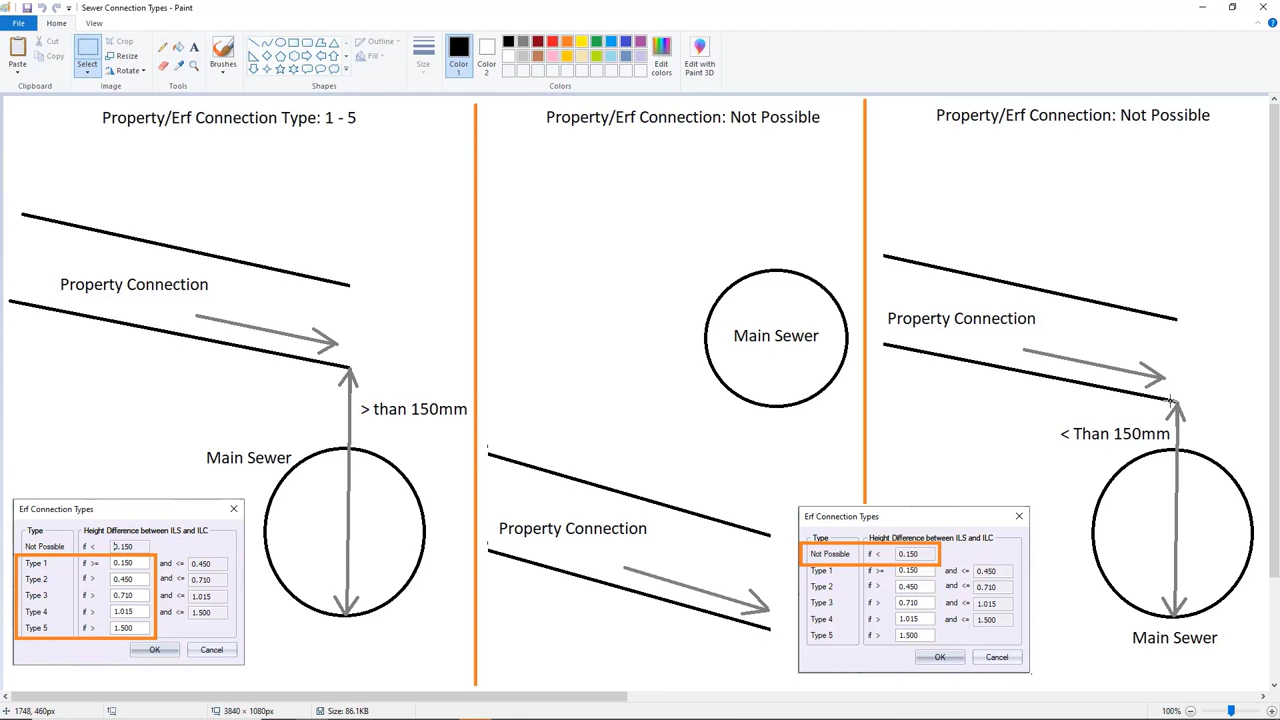 Sewer Connection Types - Paint
File Home View
Paste Cut Copy Clipboard
Select Crop Resize Rotate Image
Tools
Brushes
Outline Fill Shapes
Size
Color 1 Color 2 Edit colors Colors
Edit with Paint 3D
Property/Erf Connection Type: 1 - 5
Property Connection
> than 150mm
Main Sewer
Erf Connection Types
Type Height Difference between ILS and ILC
Not Possible if < 0.150
Type 1 if >= 0.150 and <= 0.450
Type 2 if > 0.450 and <= 0.710
Type 3 if > 0.710 and <= 1.015
Type 4 if > 1.015 and <= 1.500
Type 5 if > 1.500
OK Cancel
Property/Erf Connection: Not Possible
Main Sewer
Property Connection
Property/Erf Connection: Not Possible
Property Connection
< Than 150mm
Main Sewer
Erf Connection Types
Type Height Difference between ILS and ILC
Not Possible if < 0.150
Type 1 if >= 0.150 and <= 0.450
Type 2 if > 0.450 and <= 0.710
Type 3 if > 0.710 and <= 1.015
Type 4 if > 1.015 and <= 1.500
Type 5 if > 1.500
OK Cancel
1748, 460px 3840 × 1080px Size: 86.1KB 100%